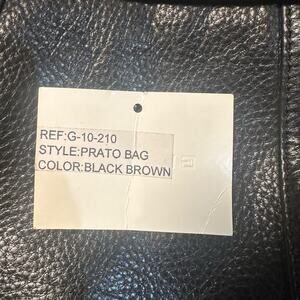 REF:G-10-210
STYLE:PRATO BAG
COLOR:BLACK BROWN